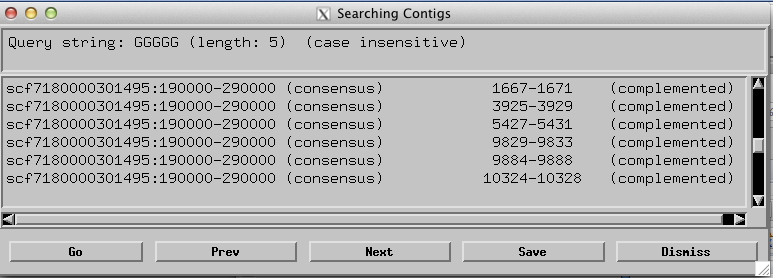 Searching Contigs
Query string: GGGGG (length: 5)  (case insensitive)
scf7180000301495:190000-290000 (consensus) 1667-1671 (complemented)
scf7180000301495:190000-290000 (consensus) 3925-3929 (complemented)
scf7180000301495:190000-290000 (consensus) 5427-5431 (complemented)
scf7180000301495:190000-290000 (consensus) 9829-9833 (complemented)
scf7180000301495:190000-290000 (consensus) 9884-9888 (complemented)
scf7180000301495:190000-290000 (consensus) 10324-10328 (complemented)
Go Prev Next Save Dismiss